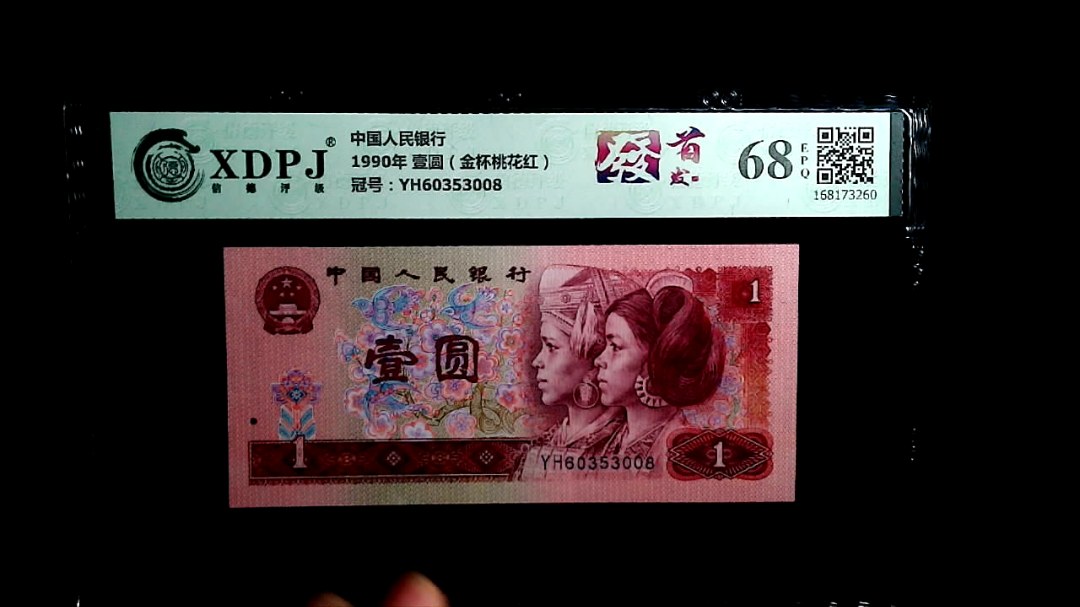 XDPJ®
信德评级
中国人民银行
1990年 壹圆（金杯桃花红）
冠号：YH60353008
發
首发
68
EPQ
168173260
中国人民银行
1
壹圆
1
YH60353008
1